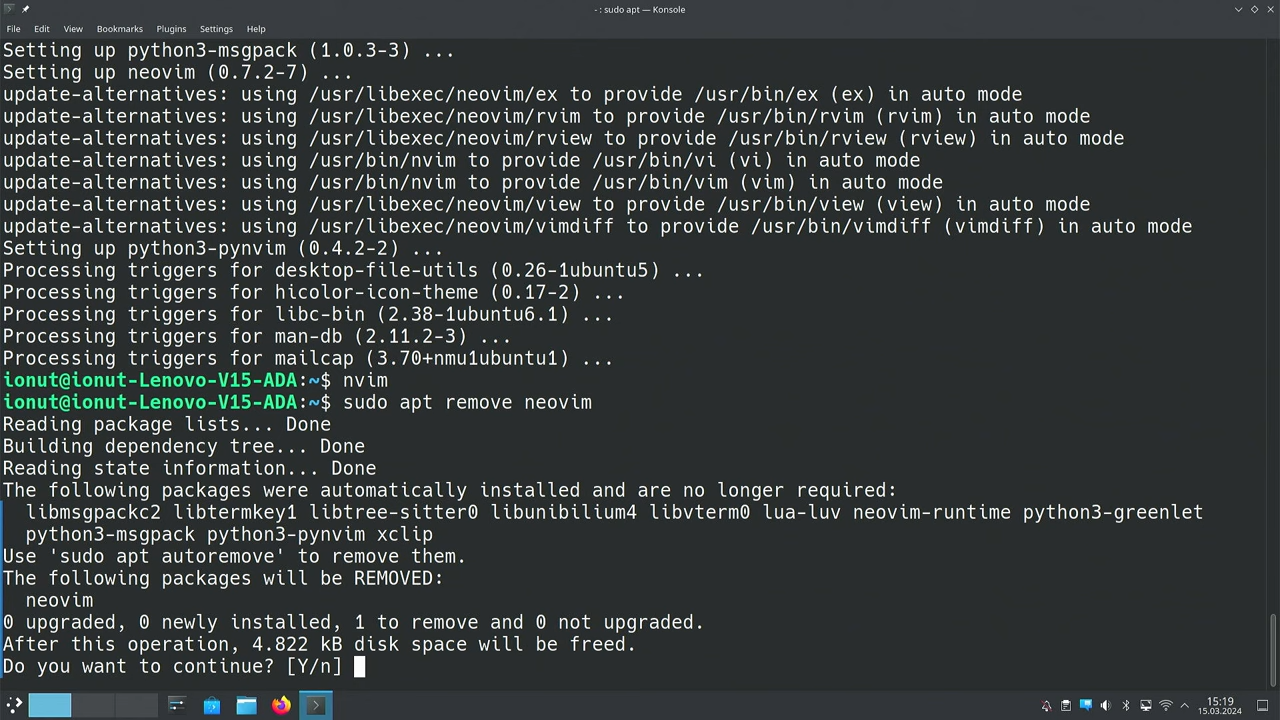 - : sudo apt — Konsole
File Edit View Bookmarks Plugins Settings Help
Setting up python3-msgpack (1.0.3-3) ...
Setting up neovim (0.7.2-7) ...
update-alternatives: using /usr/libexec/neovim/ex to provide /usr/bin/ex (ex) in auto mode
update-alternatives: using /usr/libexec/neovim/rvim to provide /usr/bin/rvim (rvim) in auto mode
update-alternatives: using /usr/libexec/neovim/rview to provide /usr/bin/rview (rview) in auto mode
update-alternatives: using /usr/bin/nvim to provide /usr/bin/vi (vi) in auto mode
update-alternatives: using /usr/bin/nvim to provide /usr/bin/vim (vim) in auto mode
update-alternatives: using /usr/libexec/neovim/view to provide /usr/bin/view (view) in auto mode
update-alternatives: using /usr/libexec/neovim/vimdiff to provide /usr/bin/vimdiff (vimdiff) in auto mode
Setting up python3-pynvim (0.4.2-2) ...
Processing triggers for desktop-file-utils (0.26-1ubuntu5) ...
Processing triggers for hicolor-icon-theme (0.17-2) ...
Processing triggers for libc-bin (2.38-1ubuntu6.1) ...
Processing triggers for man-db (2.11.2-3) ...
Processing triggers for mailcap (3.70+nmu1ubuntu1) ...
ionut@ionut-Lenovo-V15-ADA:~$ nvim
ionut@ionut-Lenovo-V15-ADA:~$ sudo apt remove neovim
Reading package lists... Done
Building dependency tree... Done
Reading state information... Done
The following packages were automatically installed and are no longer required:
  libmsgpackc2 libtermkey1 libtree-sitter0 libunibilium4 libvterm0 lua-luv neovim-runtime python3-greenlet
  python3-msgpack python3-pynvim xclip
Use 'sudo apt autoremove' to remove them.
The following packages will be REMOVED:
  neovim
0 upgraded, 0 newly installed, 1 to remove and 0 not upgraded.
After this operation, 4.822 kB disk space will be freed.
Do you want to continue? [Y/n]
15:19
15.03.2024